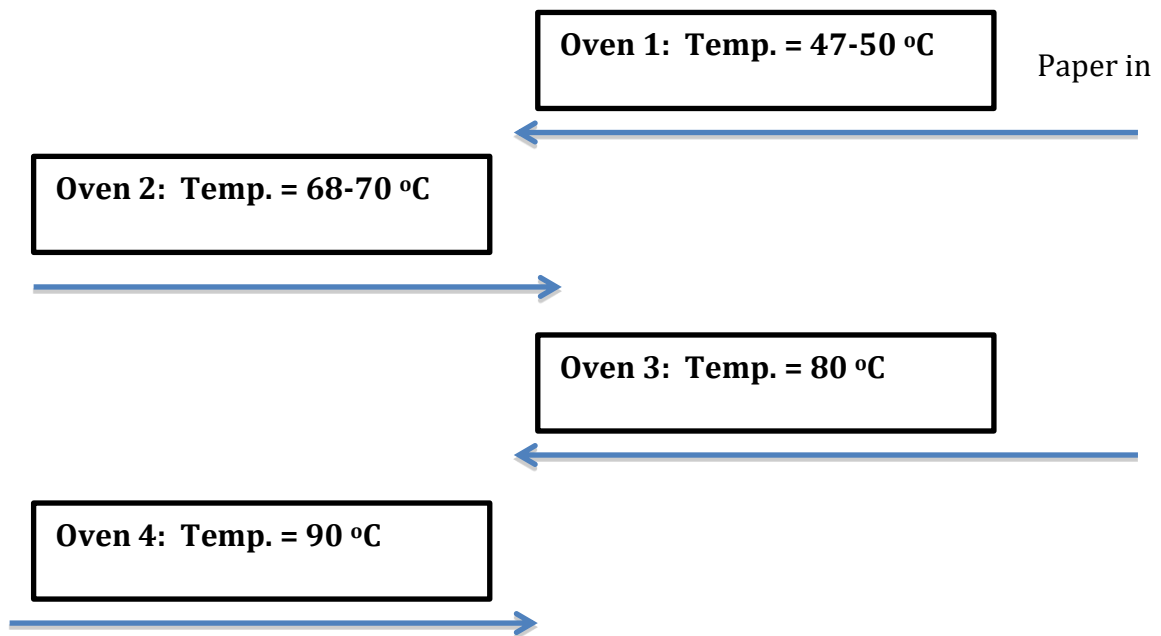 Oven 1: Temp. = 47-50 ºC
Paper in
Oven 2: Temp. = 68-70 ºC
Oven 3: Temp. = 80 ºC
Oven 4: Temp. = 90 ºC